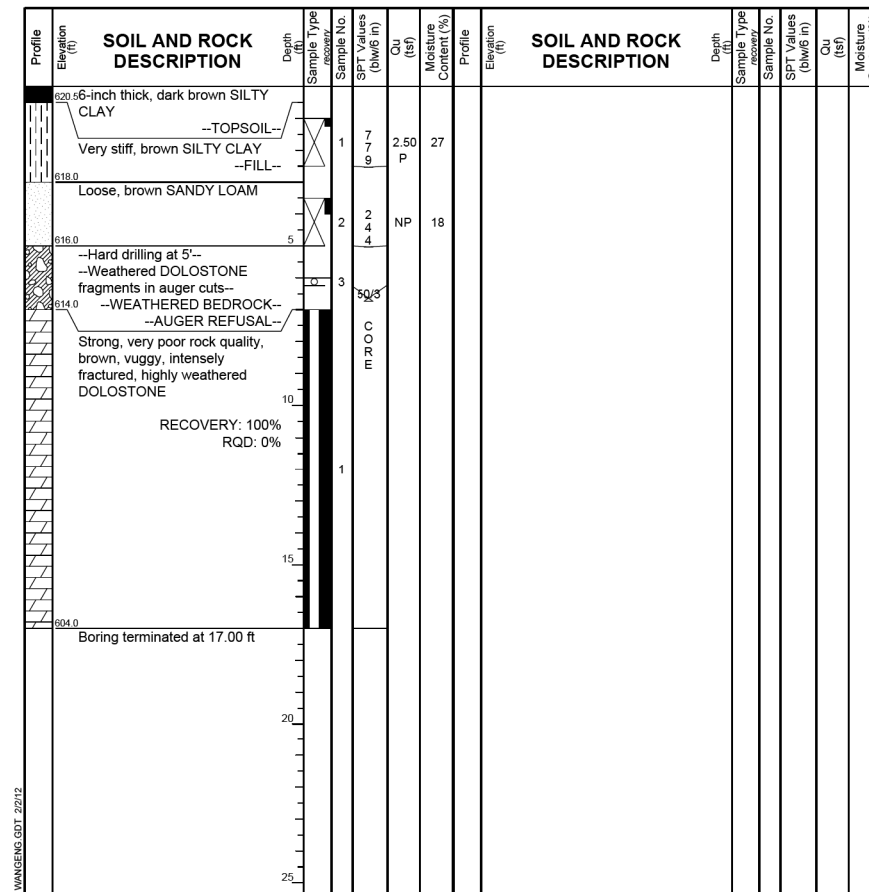 Profile
Elevation
(ft)
SOIL AND ROCK
DESCRIPTION
Depth
(ft)
Sample Type
recovery
Sample No.
SPT Values
(blw/6 in)
Qu
(tsf)
Moisture
Content (%)
Profile
Elevation
(ft)
SOIL AND ROCK
DESCRIPTION
Depth
(ft)
Sample Type
recovery
Sample No.
SPT Values
(blw/6 in)
Qu
(tsf)
Moisture
620.5 6-inch thick, dark brown SILTY
CLAY
--TOPSOIL--
Very stiff, brown SILTY CLAY
--FILL--
1
7
7
9
2.50
P
27
618.0
Loose, brown SANDY LOAM
2
2
4
4
NP
18
616.0
5
--Hard drilling at 5'--
--Weathered DOLOSTONE
fragments in auger cuts--
--WEATHERED BEDROCK--
3
50/3
614.0
--AUGER REFUSAL--
Strong, very poor rock quality,
brown, vuggy, intensely
fractured, highly weathered
DOLOSTONE
C
O
R
E
10
RECOVERY: 100%
RQD: 0%
1
15
604.0
Boring terminated at 17.00 ft
20
25
WANGENG.GDT 2/2/12